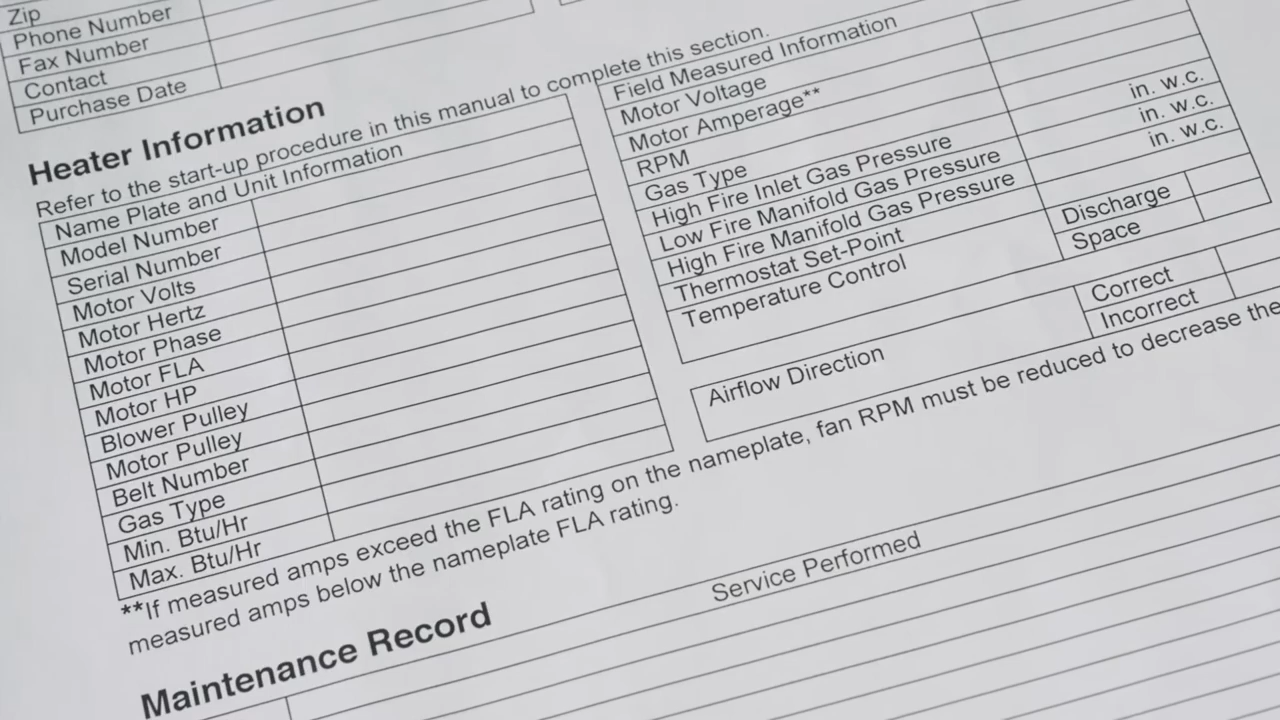 Zip
Phone Number
Fax Number
Contact
Purchase Date
Heater Information
Refer to the start-up procedure in this manual to complete this section.
Name Plate and Unit Information
Model Number
Serial Number
Motor Volts
Motor Hertz
Motor Phase
Motor FLA
Motor HP
Blower Pulley
Motor Pulley
Belt Number
Gas Type
Min. Btu/Hr
Max. Btu/Hr
Field Measured Information
Motor Voltage
Motor Amperage**
RPM
Gas Type
High Fire Inlet Gas Pressure in. w.c.
Low Fire Manifold Gas Pressure in. w.c.
High Fire Manifold Gas Pressure in. w.c.
Thermostat Set-Point
Temperature Control
Discharge
Space
Airflow Direction
Correct
Incorrect
**If measured amps exceed the FLA rating on the nameplate, fan RPM must be reduced to decrease the
measured amps below the nameplate FLA rating.
Maintenance Record
Service Performed